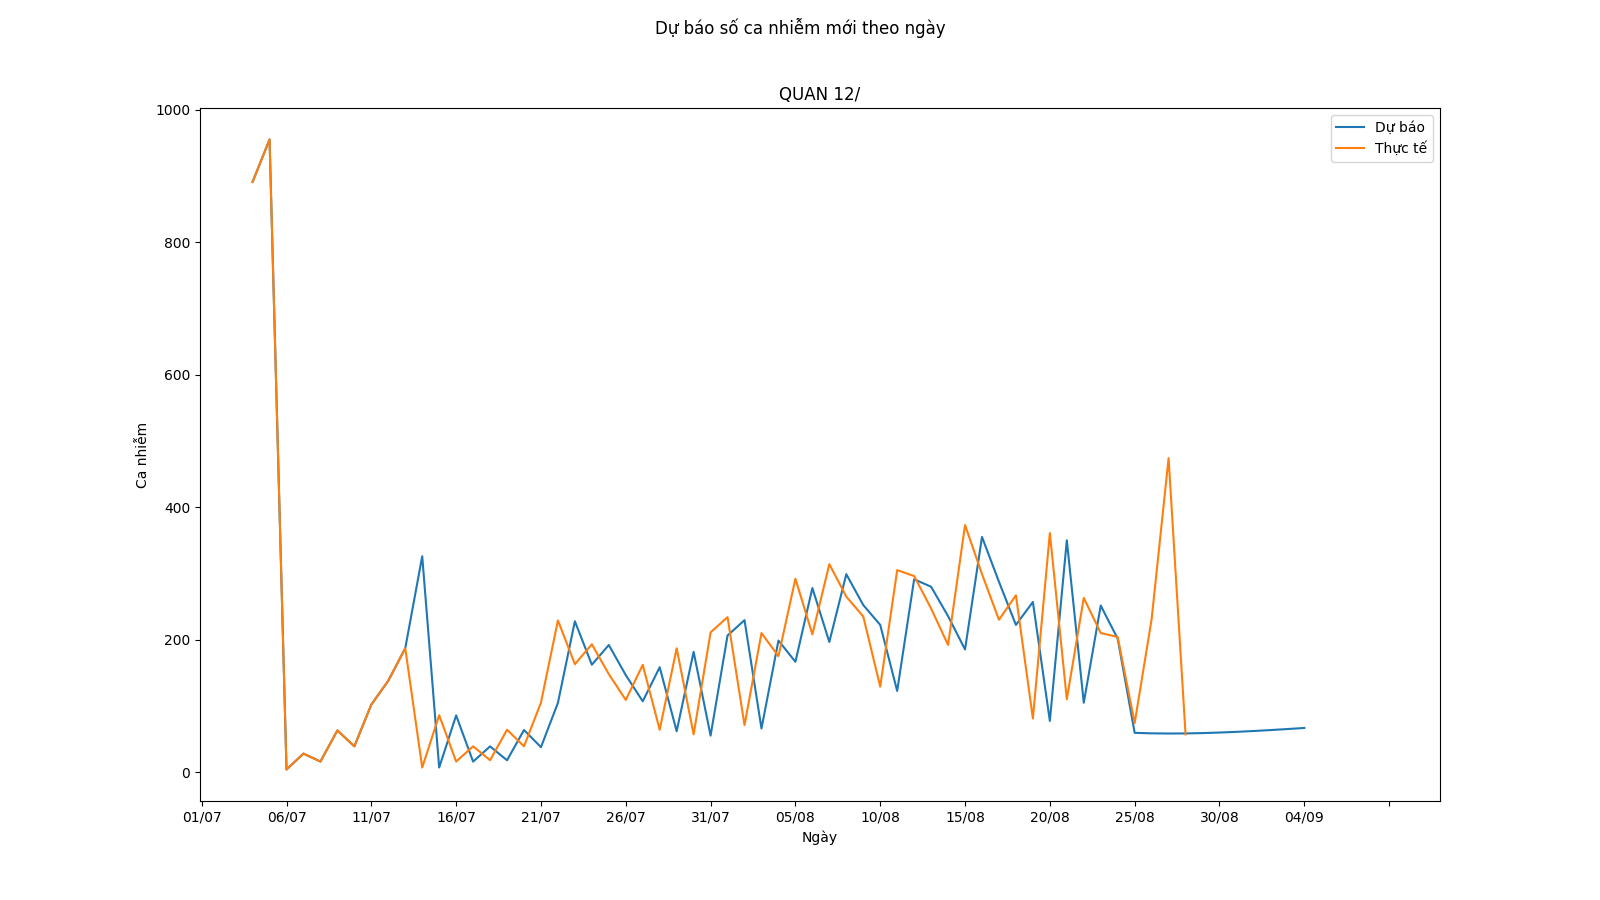 Dự báo số ca nhiễm mới theo ngày
QUAN 12/
Dự báo
Thực tế
Ca nhiễm
1000
800
600
400
200
0
01/07 06/07 11/07 16/07 21/07 26/07 31/07 05/08 10/08 15/08 20/08 25/08 30/08 04/09
Ngày